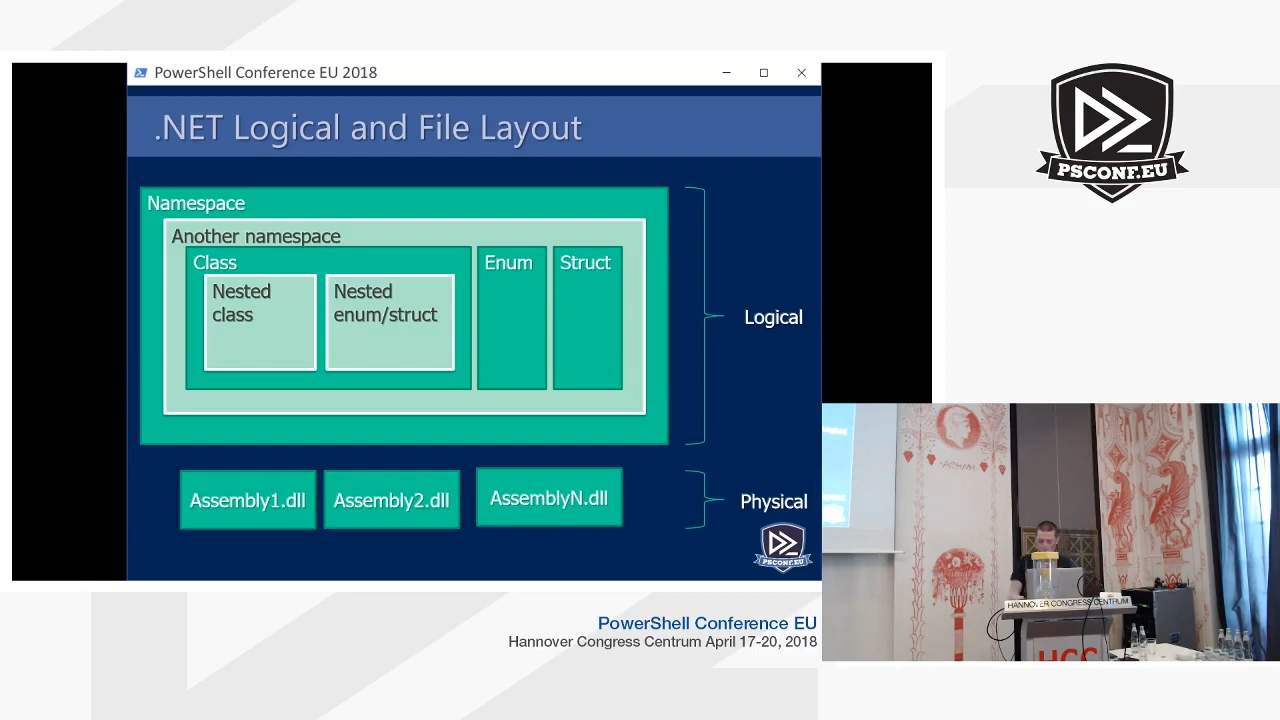 PowerShell Conference EU 2018
.NET Logical and File Layout
Namespace
Another namespace
Class
Nested
class
Nested
enum/struct
Enum
Struct
Logical
Assembly1.dll
Assembly2.dll
AssemblyN.dll
Physical
PSCONF.EU
PSCONF.EU
HANNOVER CONGRESS CENTRUM
HCC
PowerShell Conference EU
Hannover Congress Centrum April 17-20, 2018